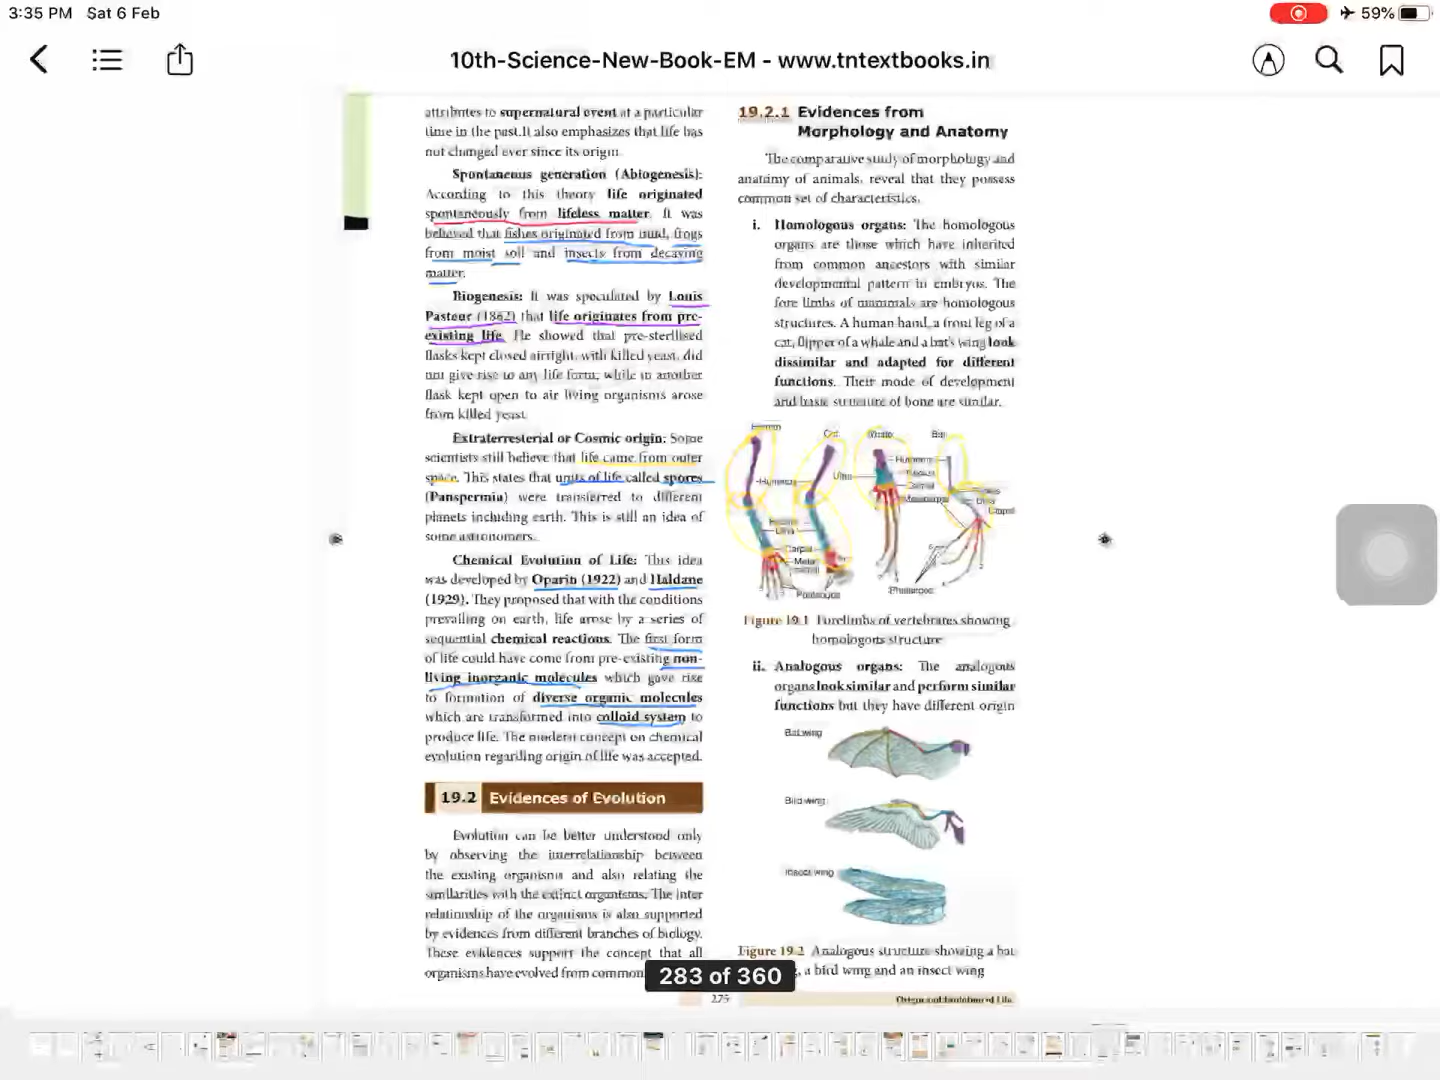 3:35 PM Sat 6 Feb
59%
10th-Science-New-Book-EM - www.tntextbooks.in
attributes to supernatural event at a particular
time in the past.It also emphasizes that life has
not changed ever since its origin.
Spontaneous generation (Abiogenesis):
According to this theory life originated
spontaneously from lifeless matter. It was
believed that fishes originated from mud, frogs
from moist soil and insects from decaying
matter.
Biogenesis: It was speculated by Louis
Pasteur (1862) that life originates from pre-
existing life. He showed that pre-sterilised
flasks kept closed airtight, with killed yeast, did
not give rise to any life form, while in another
flask kept open to air living organisms arose
from killed yeast.
Extraterresterial or Cosmic origin: Some
scientists still believe that life came from outer
space. This states that units of life called spores
(Panspermia) were transferred to different
planets including earth. This is still an idea of
some astronomers.
Chemical Evolution of Life: This idea
was developed by Oparin (1922) and Haldane
(1929). They proposed that with the conditions
prevailing on earth, life arose by a series of
sequential chemical reactions. The first form
of life could have come from pre-existing non-
living inorganic molecules which gave rise
to formation of diverse organic molecules
which are transformed into colloid system to
produce life. The modern concept on chemical
evolution regarding origin of life was accepted.
19.2 Evidences of Evolution
Evolution can be better understood only
by observing the interrelationship between
the existing organisms and also relating the
similarities with the extinct organisms. The inter
relationship of the organisms is also supported
by evidences from different branches of biology.
These evidences support the concept that all
organisms have evolved from common
19.2.1 Evidences from
Morphology and Anatomy
The comparative study of morphology and
anatomy of animals, reveal that they possess
common set of characteristics.
i. Homologous organs: The homologous
organs are those which have inherited
from common ancestors with similar
developmental pattern in embryos. The
fore limbs of mammals are homologous
structures. A human hand, a front leg of a
cat, flipper of a whale and a bat's wing look
dissimilar and adapted for different
functions. Their mode of development
and basic structure of bone are similar.
Human Cat Whale Bat
Humerus
Ulna
Carpal
Metacarpal
Humerus
Ulna
Carpal
Phalanges
Phalanges
Figure 19.1 Forelimbs of vertebrates showing
homologous structure
ii. Analogous organs: The analogous
organs look similar and perform similar
functions but they have different origin
Bat wing
Bird wing
Insect wing
Figure 19.2 Analogous structure showing a bat
, a bird wing and an insect wing
283 of 360
275
Origin and Evolution of Life